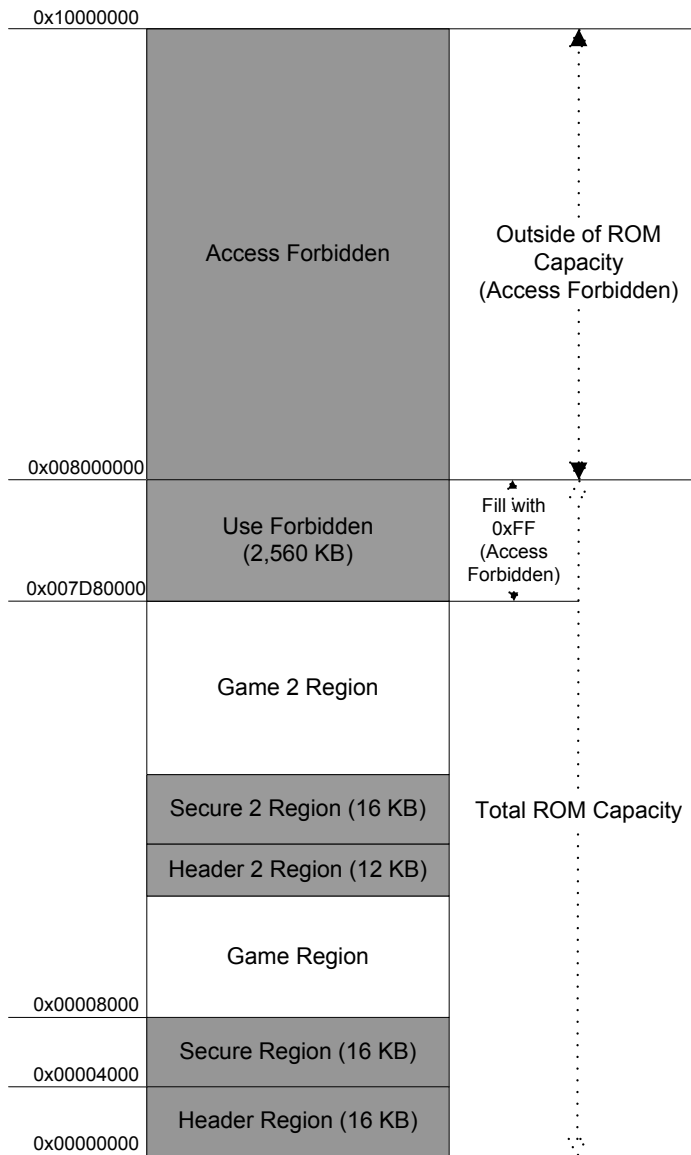 0x10000000
Access Forbidden
Outside of ROM
Capacity
(Access Forbidden)
0x008000000
Use Forbidden
(2,560 KB)
Fill with
0xFF
(Access
Forbidden)
0x007D80000
Game 2 Region
Secure 2 Region (16 KB)
Total ROM Capacity
Header 2 Region (12 KB)
Game Region
0x00008000
Secure Region (16 KB)
0x00004000
Header Region (16 KB)
0x00000000